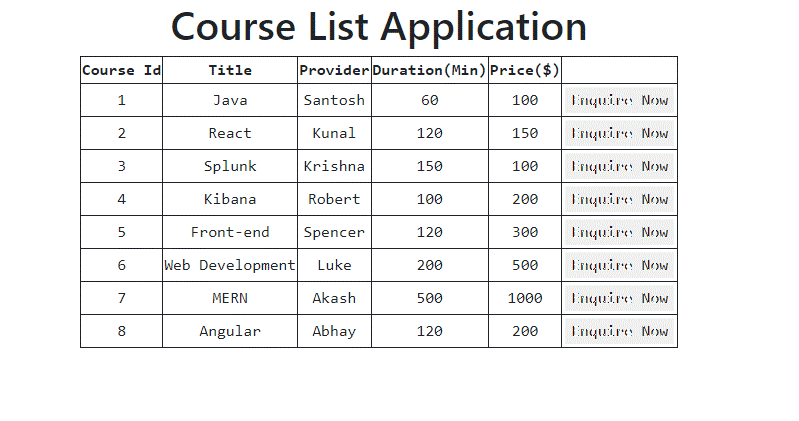 Course List Application
Course Id Title Provider Duration(Min) Price($)
1 Java Santosh 60 100 Enquire Now
2 React Kunal 120 150 Enquire Now
3 Splunk Krishna 150 100 Enquire Now
4 Kibana Robert 100 200 Enquire Now
5 Front-end Spencer 120 300 Enquire Now
6 Web Development Luke 200 500 Enquire Now
7 MERN Akash 500 1000 Enquire Now
8 Angular Abhay 120 200 Enquire Now